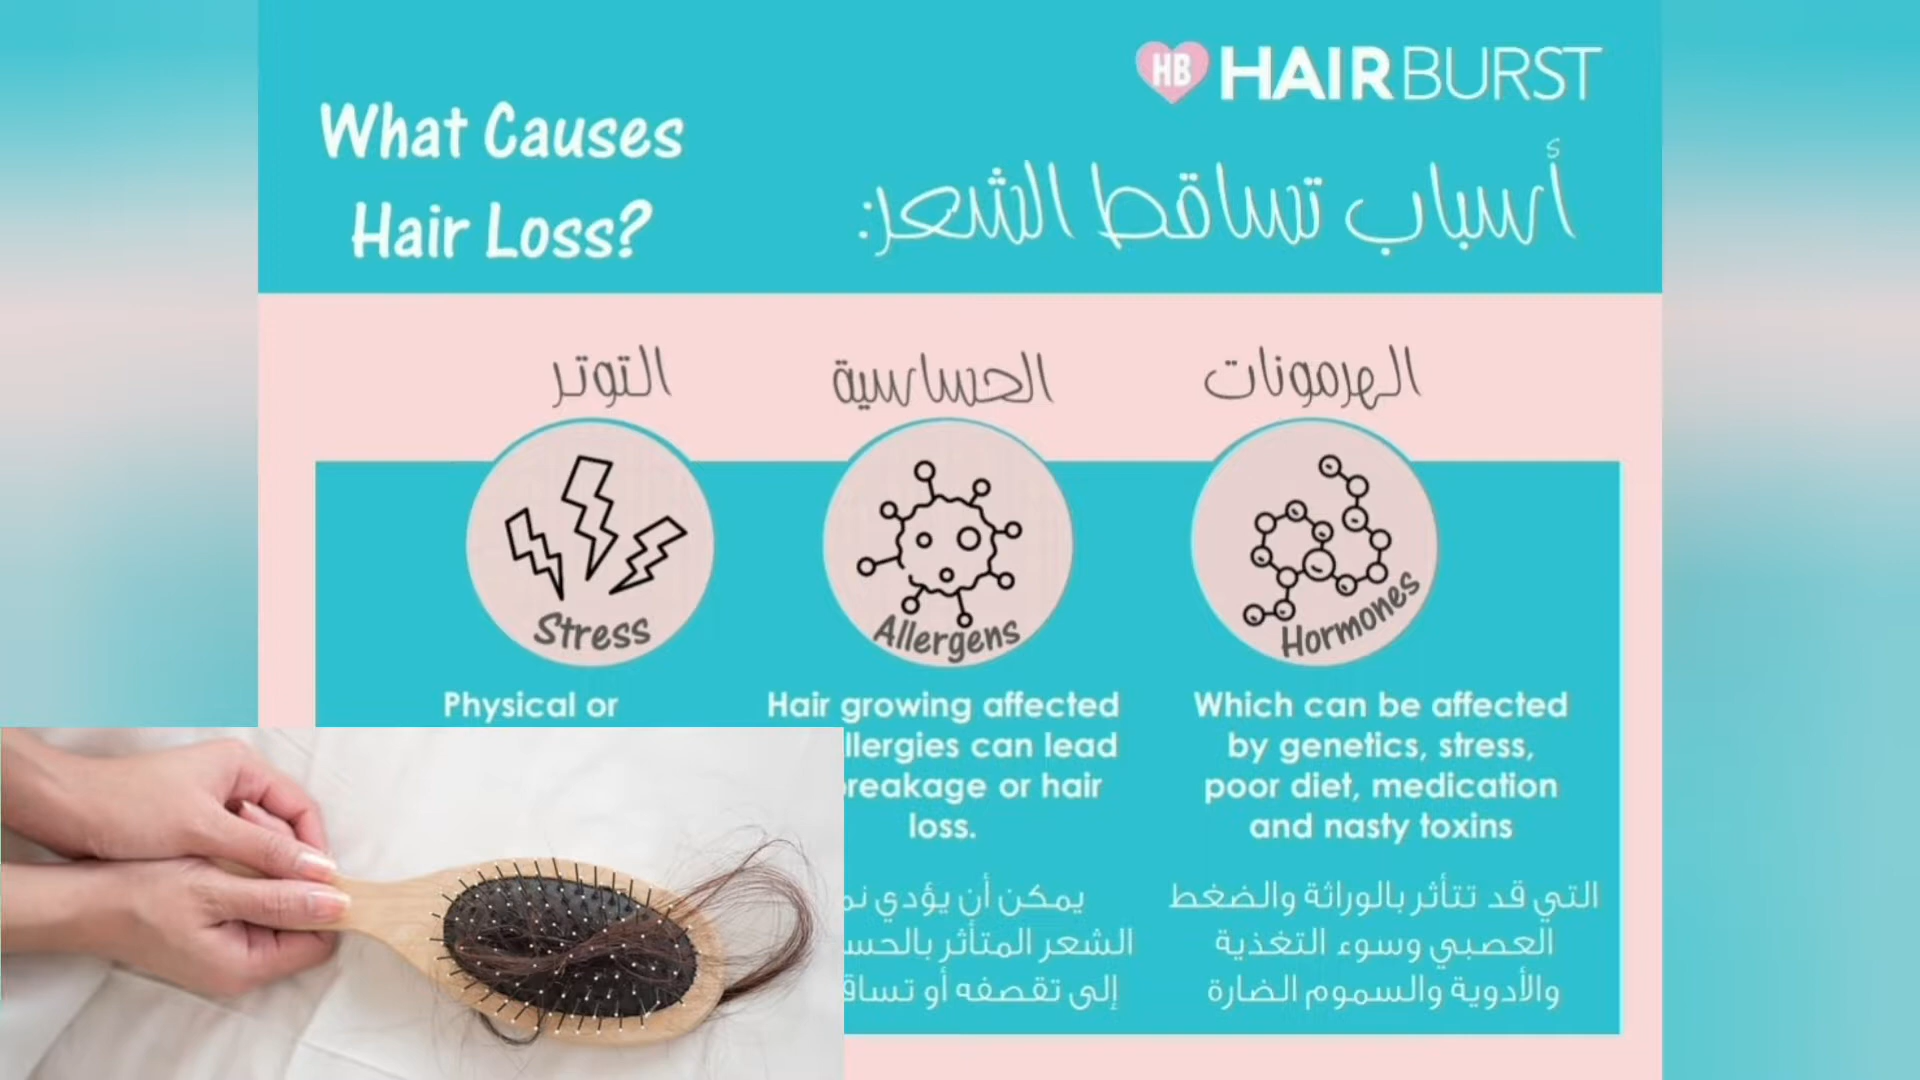 HB HAIRBURST
What Causes
Hair Loss?
أسباب تساقط الشعر:
التوتر
الحساسية
الهرمونات
Stress
Allergens
Hormones
Physical or
Hair growing affected
llergies can lead
reakage or hair
loss.
Which can be affected
by genetics, stress,
poor diet, medication
and nasty toxins
يمكن أن يؤدي
الشعر المتأثر
إلى تقصفه أو
التي قد تتأثر بالوراثة والضغط
العصبي وسوء التغذية
والأدوية والسموم الضارة